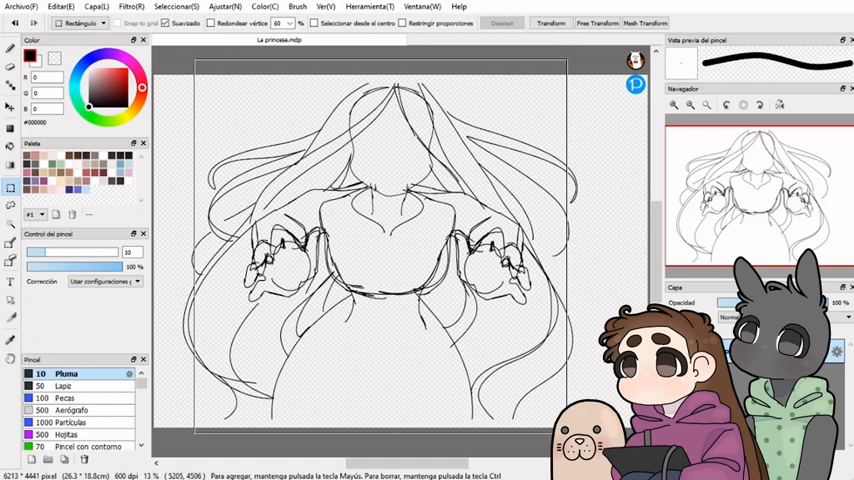 Archivo(F) Editar(E) Capa(L) Filtro(R) Seleccionar(S) Ajustar(N) Color(C) Brush Ver(V) Herramienta(T) Ventana(W) Help
Rectángulo Snap to grid Suavizado Redondear vértice 60 % Seleccionar desde el centro Restringir proporciones Deselect Transform Free Transform Mesh Transform
Color
La princesa.mdp
Vista previa del pincel
R 0
G 0
B 0
#000000
Navegador
Paleta
#1
---
Control del pincel
10
100 %
Corrección Usar configuraciones g
Capa
Opacidad 100 %
Norma
Pincel
10 Pluma
50 Lapiz
100 Pecas
500 Aerógrafo
1000 Partículas
500 Hojitas
70 Pincel con contorno
6213 * 4441 pixel (26.3 * 18.8cm) 600 dpi 13 % ( 5205, 4506 ) Para agregar, mantenga pulsada la tecla Mayús. Para borrar, mantenga pulsada la tecla Ctrl